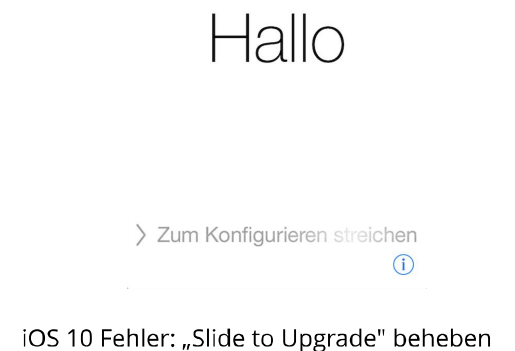 Hallo
> Zum Konfigurieren streichen
iOS 10 Fehler: „Slide to Upgrade" beheben